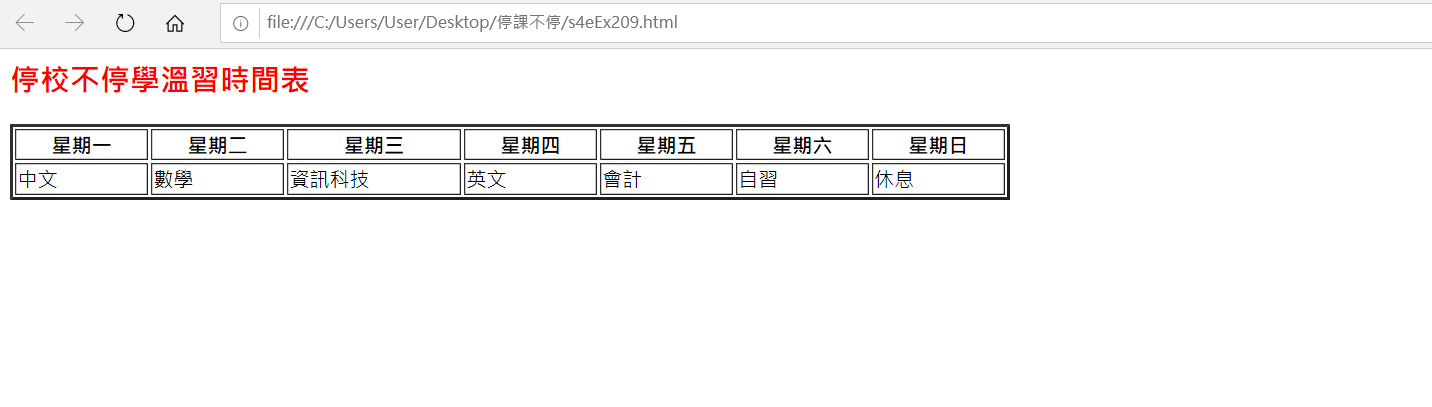 file:///C:/Users/User/Desktop/停課不停/s4eEx209.html
停校不停學溫習時間表
星期一 星期二 星期三 星期四 星期五 星期六 星期日
中文 數學 資訊科技 英文 會計 自習 休息